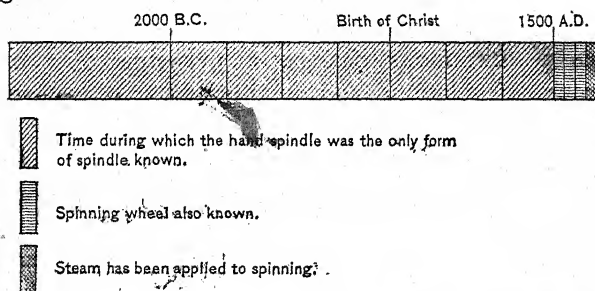 2000 B.C. Birth of Christ 1500 A.D.
Time during which the hand spindle was the only form
of spindle known.
Spinning wheel also known.
Steam has been applied to spinning.